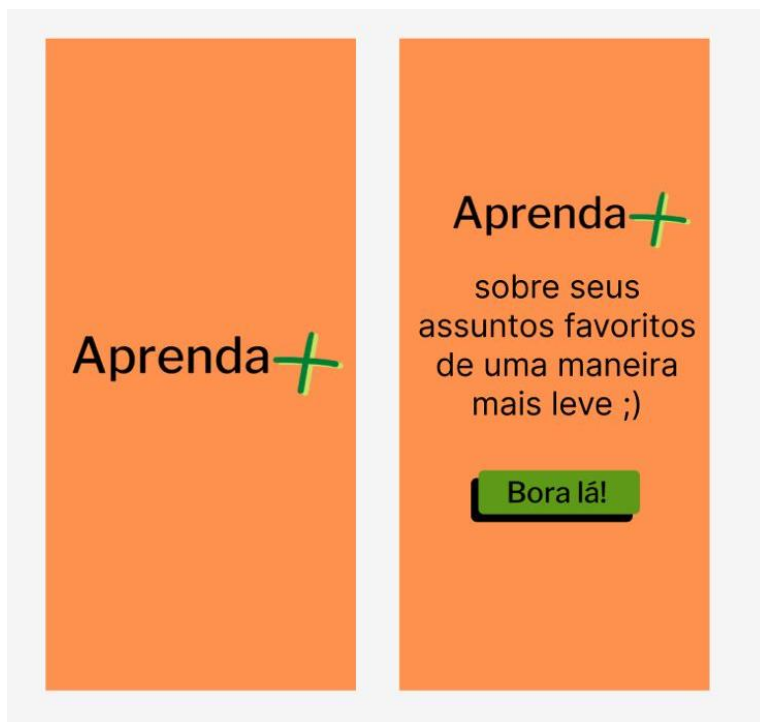 Aprenda+
Aprenda+
sobre seus
assuntos favoritos
de uma maneira
mais leve ;)
Bora lá!